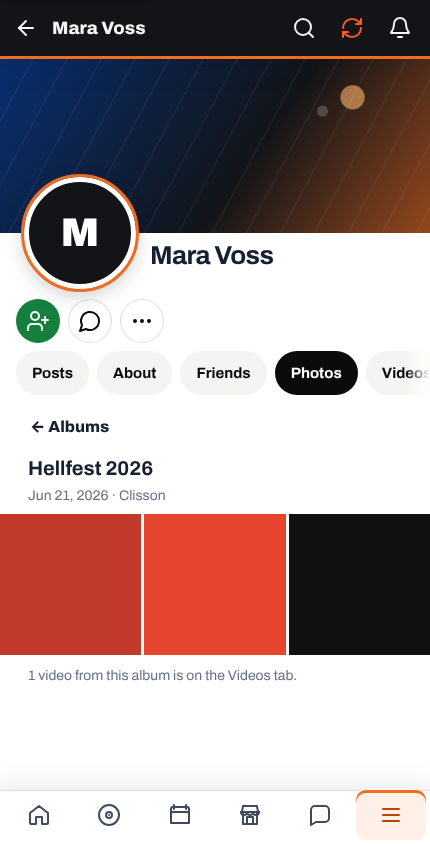 Mara Voss
M
Mara Voss
Posts
About
Friends
Photos
Videos
← Albums
Hellfest 2026
Jun 21, 2026 · Clisson
1 video from this album is on the Videos tab.